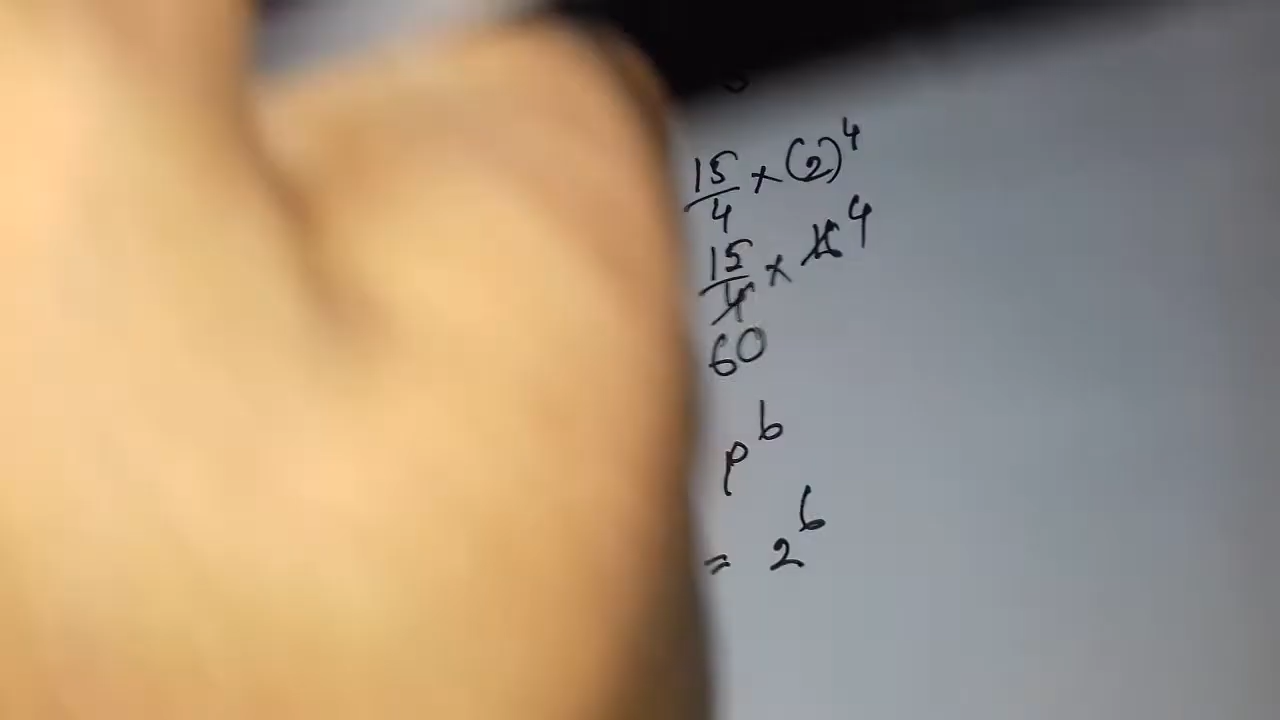 15/4 × (2)^4
15/4 × 16 4
60
p^6
= 2^6